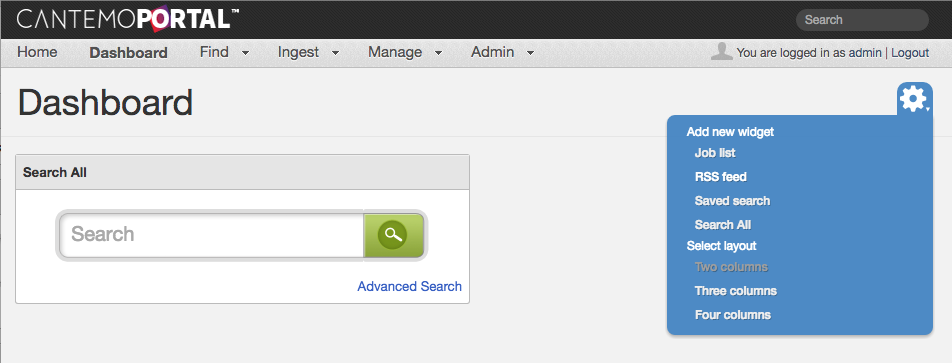 CANTEMOPORTAL™
Search
Home Dashboard Find Ingest Manage Admin
You are logged in as admin | Logout
Dashboard
Add new widget
Job list
RSS feed
Saved search
Search All
Select layout
Two columns
Three columns
Four columns
Search All
Search
Advanced Search